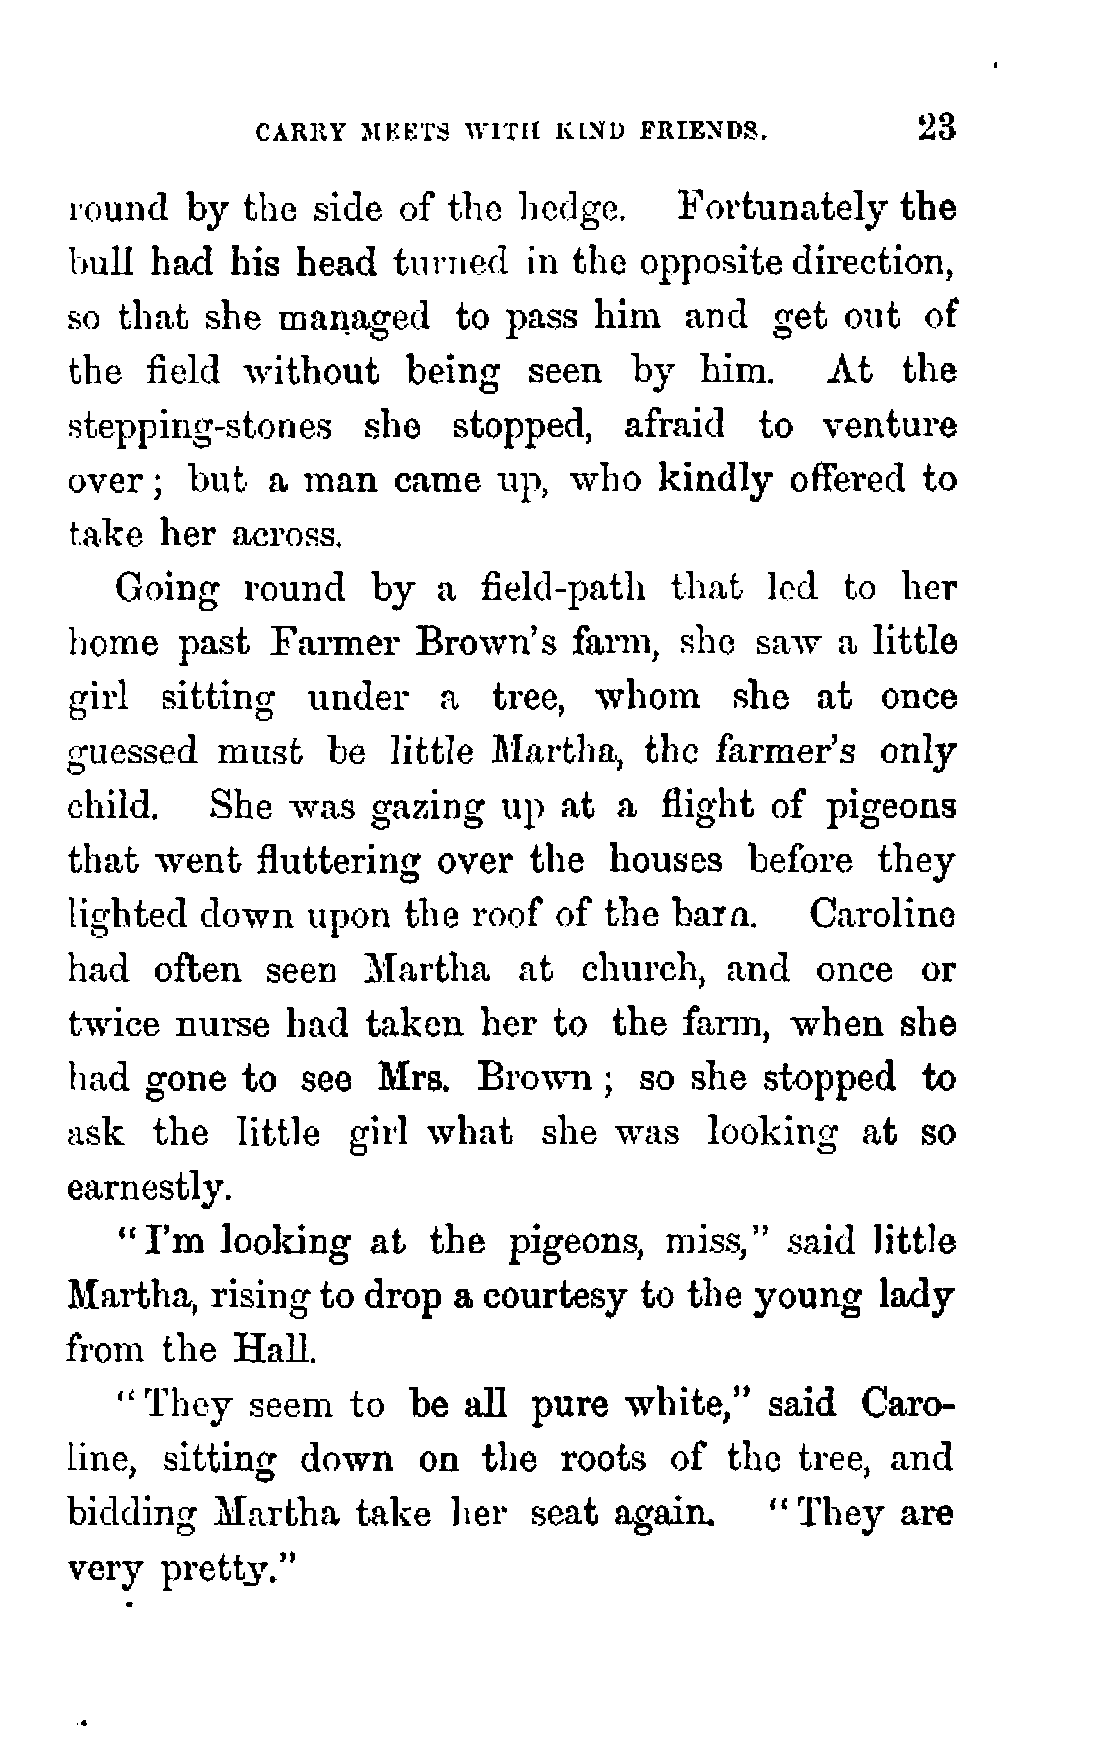 CARRY MEETS WITH KIND FRIENDS. 23
round by the side of the hedge. Fortunately the
bull had his head turned in the opposite direction,
so that she managed to pass him and get out of
the field without being seen by him. At the
stepping-stones she stopped, afraid to venture
over ; but a man came up, who kindly offered to
take her across.
Going round by a field-path that led to her
home past Farmer Brown's farm, she saw a little
girl sitting under a tree, whom she at once
guessed must be little Martha, the farmer's only
child. She was gazing up at a flight of pigeons
that went fluttering over the houses before they
lighted down upon the roof of the barn. Caroline
had often seen Martha at church, and once or
twice nurse had taken her to the farm, when she
had gone to see Mrs. Brown ; so she stopped to
ask the little girl what she was looking at so
earnestly.
"I'm looking at the pigeons, miss," said little
Martha, rising to drop a courtesy to the young lady
from the Hall.
"They seem to be all pure white," said Caro-
line, sitting down on the roots of the tree, and
bidding Martha take her seat again. "They are
very pretty."